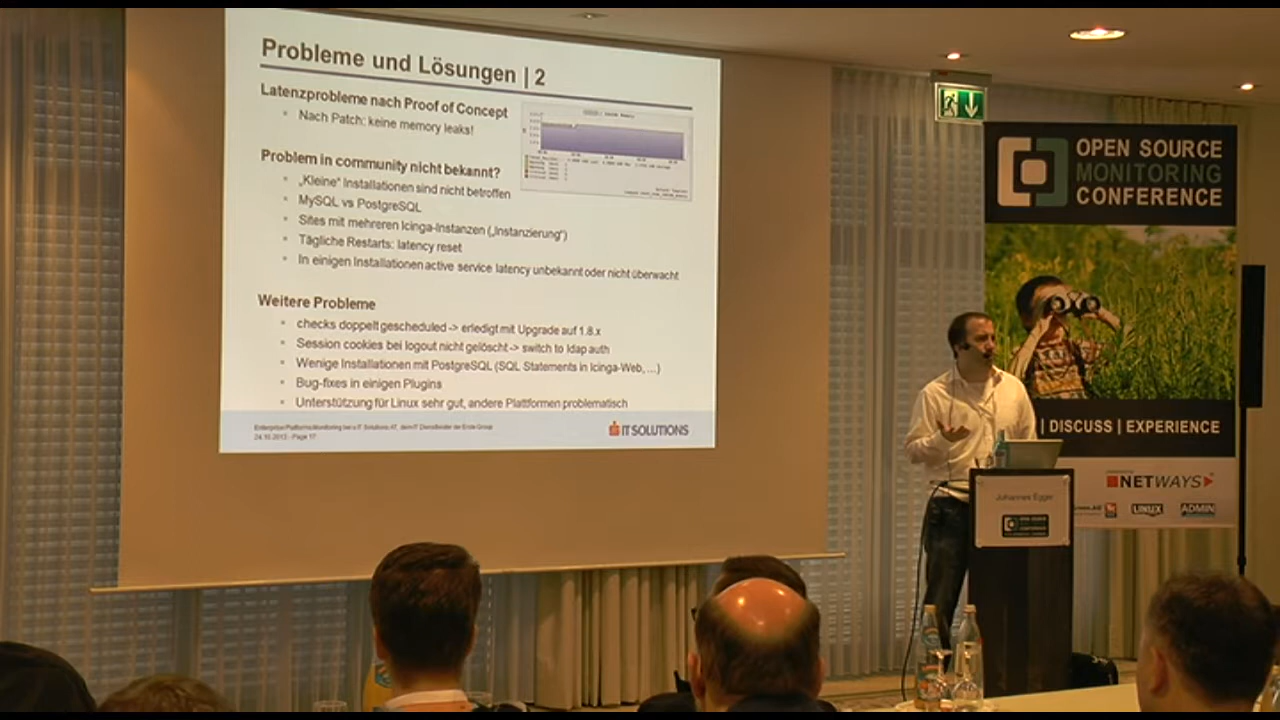 Probleme und Lösungen | 2
Latenzprobleme nach Proof of Concept
Nach Patch: keine memory leaks!
Problem in community nicht bekannt?
„Kleine“ Installationen sind nicht betroffen
MySQL vs PostgreSQL
Sites mit mehreren Icinga-Instanzen („Instanzierung“)
Tägliche Restarts: latency reset
In einigen Installationen active service latency unbekannt oder nicht überwacht
Weitere Probleme
checks doppelt gescheduled -> erledigt mit Upgrade auf 1.8.x
Session cookies bei logout nicht gelöscht -> switch to ldap auth
Wenige Installationen mit PostgreSQL (SQL Statements in Icinga-Web, ...)
Bug-fixes in einigen Plugins
Unterstützung für Linux sehr gut, andere Plattformen problematisch
24.10.2013 - Page 17
IT SOLUTIONS
OPEN SOURCE
MONITORING
CONFERENCE
| DISCUSS | EXPERIENCE
NETWAYS
LINUX
ADMIN
Johannes Egger